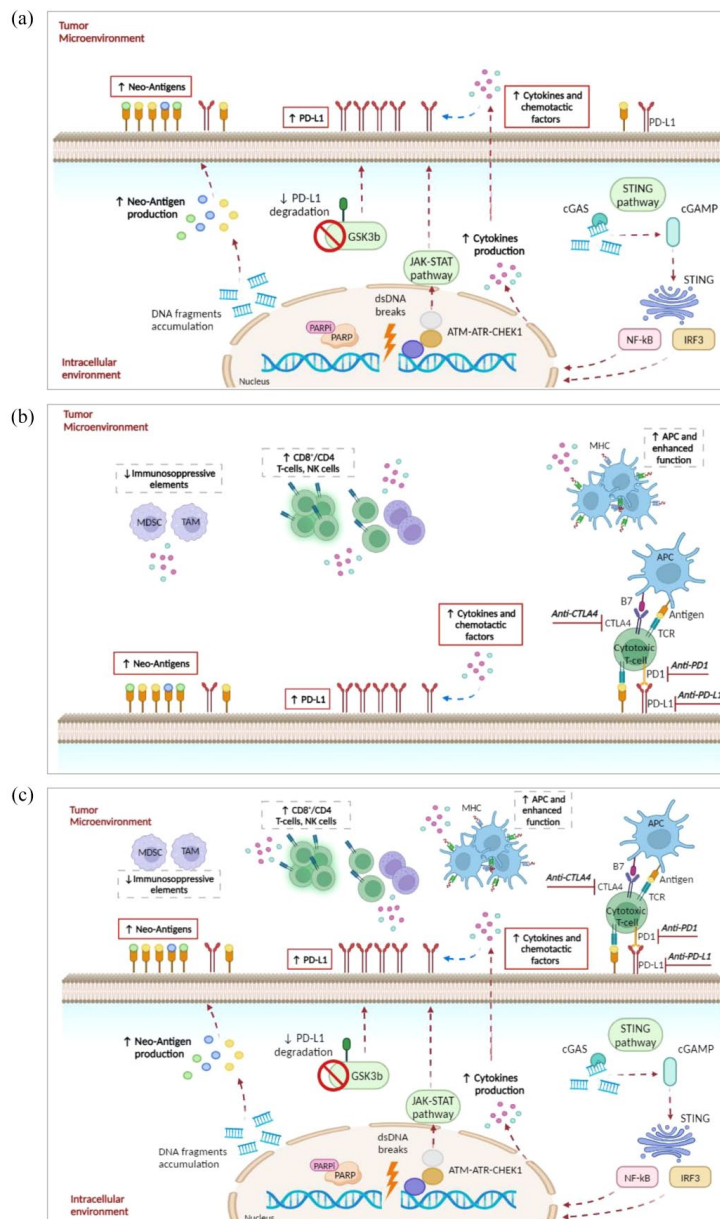 (a)
Tumor
Microenvironment
↑ Neo-Antigens
↑ PD-L1
↑ Cytokines and
chemotactic
factors
PD-L1
↑ Neo-Antigen
production
↓ PD-L1
degradation
GSK3b
JAK-STAT
pathway
↑ Cytokines
production
STING
pathway
cGAS
cGAMP
STING
DNA fragments
accumulation
dsDNA
breaks
PARPi
PARP
ATM-ATR-CHEK1
NF-kB
IRF3
Intracellular
environment
Nucleus
(b)
Tumor
Microenvironment
↓Immunosoppressive
elements
MDSC
TAM
↑ CD8⁺/CD4
T-cells, NK cells
MHC
↑ APC and
enhanced
function
APC
B7
Antigen
Anti-CTLA4
CTLA4
TCR
Cytotoxic
T-cell
PD1
Anti-PD1
PD-L1
Anti-PD-L1
↑ Neo-Antigens
↑ PD-L1
↑ Cytokines and
chemotactic
factors
(c)
Tumor
Microenvironment
MDSC
TAM
↓Immunosoppressive
elements
↑ CD8⁺/CD4
T-cells, NK cells
MHC
↑ APC and
enhanced
function
APC
B7
Antigen
Anti-CTLA4
CTLA4
TCR
Cytotoxic
T-cell
PD1
Anti-PD1
PD-L1
Anti-PD-L1
↑ Neo-Antigens
↑ PD-L1
↑ Cytokines and
chemotactic
factors
↑ Neo-Antigen
production
↓ PD-L1
degradation
GSK3b
JAK-STAT
pathway
↑ Cytokines
production
STING
pathway
cGAS
cGAMP
STING
DNA fragments
accumulation
dsDNA
breaks
PARPi
PARP
ATM-ATR-CHEK1
NF-kB
IRF3
Intracellular
environment
Nucleus